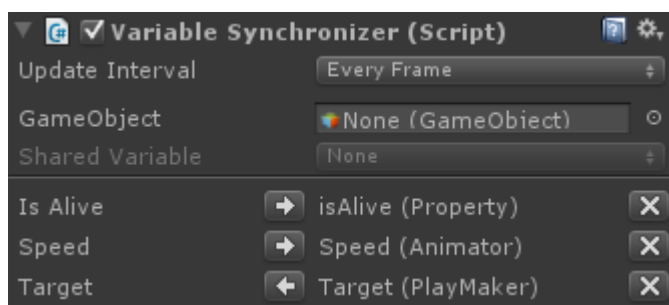 Variable Synchronizer (Script)
Update Interval Every Frame
GameObject None (GameObject)
Shared Variable None
Is Alive isAlive (Property)
Speed Speed (Animator)
Target Target (PlayMaker)